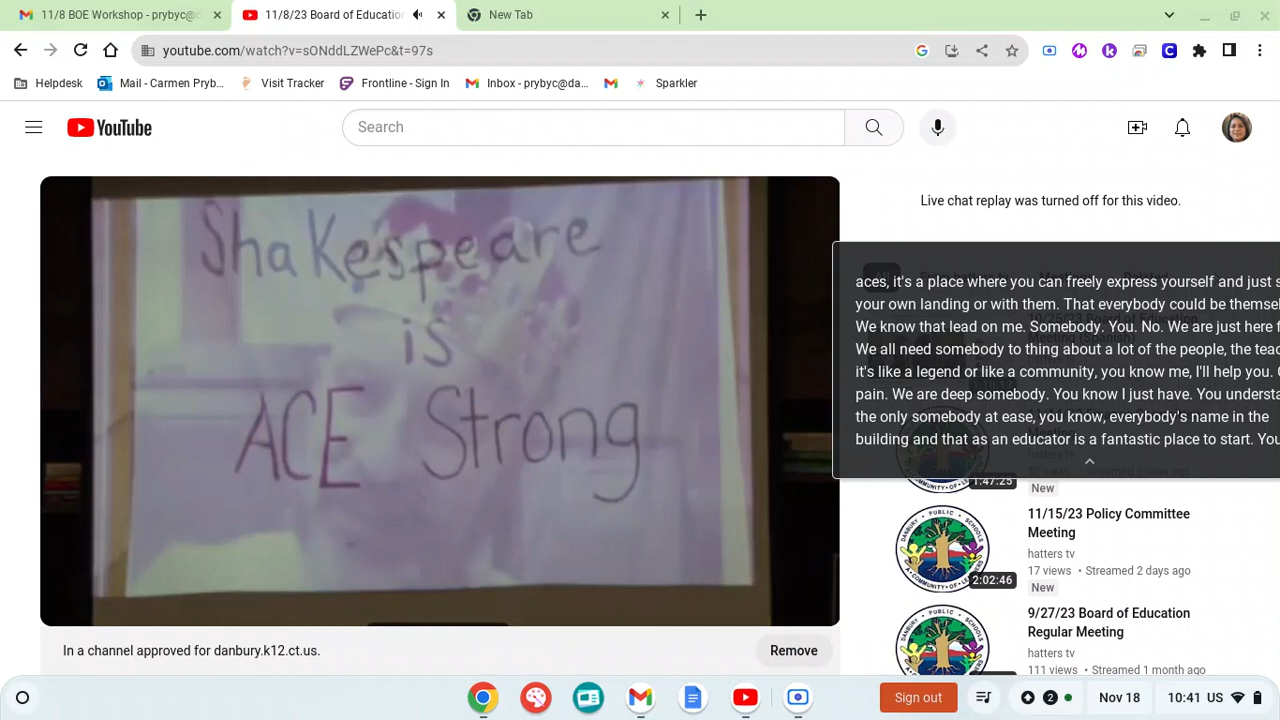 11/8 BOE Workshop - prybyc@d
11/8/23 Board of Education
New Tab
youtube.com/watch?v=sONddLZWePc&t=97s
Helpdesk
Mail - Carmen Pryb...
Visit Tracker
Frontline - Sign In
Inbox - prybyc@da...
Sparkler
YouTube
Search
Live chat replay was turned off for this video.
Shakespeare
is
ACE Strong
aces, it's a place where you can freely express yourself and just s
your own landing or with them. That everybody could be themse
We know that lead on me. Somebody. You. No. We are just here f
We all need somebody to thing about a lot of the people, the teac
it's like a legend or like a community, you know me, I'll help you.
pain. We are deep somebody. You know I just have. You understa
the only somebody at ease, you know, everybody's name in the
building and that as an educator is a fantastic place to start. You
1:47:25
New
11/15/23 Policy Committee
Meeting
hatters tv
17 views • Streamed 2 days ago
New
2:02:46
9/27/23 Board of Education
Regular Meeting
hatters tv
111 views • Streamed 1 month ago
In a channel approved for danbury.k12.ct.us.
Remove
Sign out
2
Nov 18
10:41 US